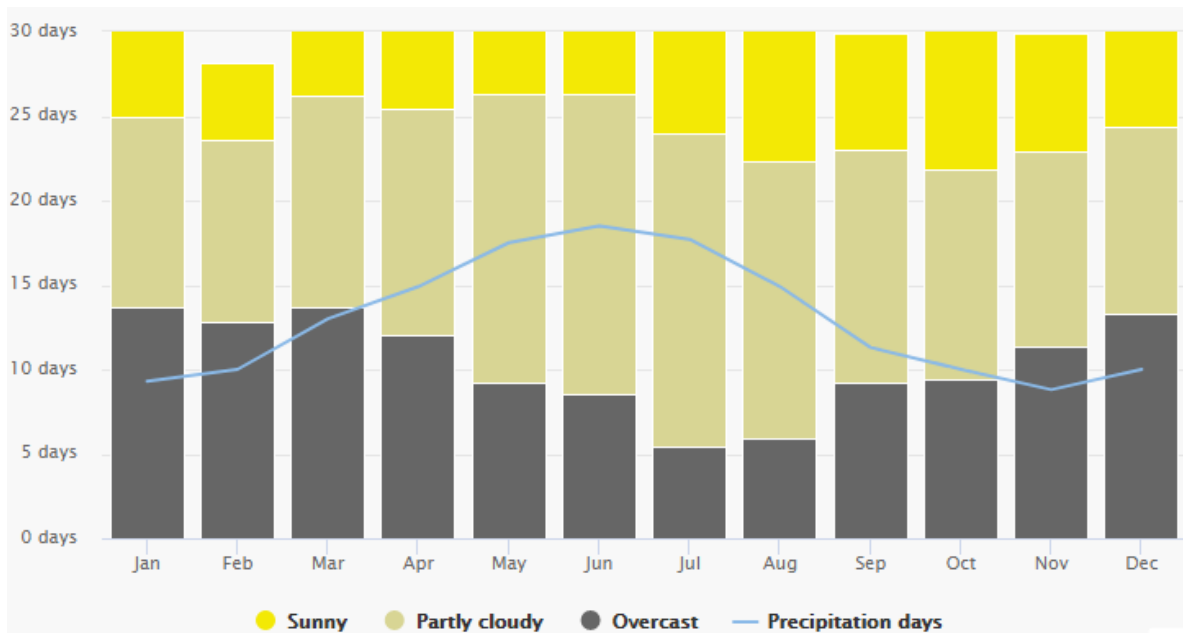 30 days
25 days
20 days
15 days
10 days
5 days
0 days
Jan Feb Mar Apr May Jun Jul Aug Sep Oct Nov Dec
Sunny Partly cloudy Overcast Precipitation days